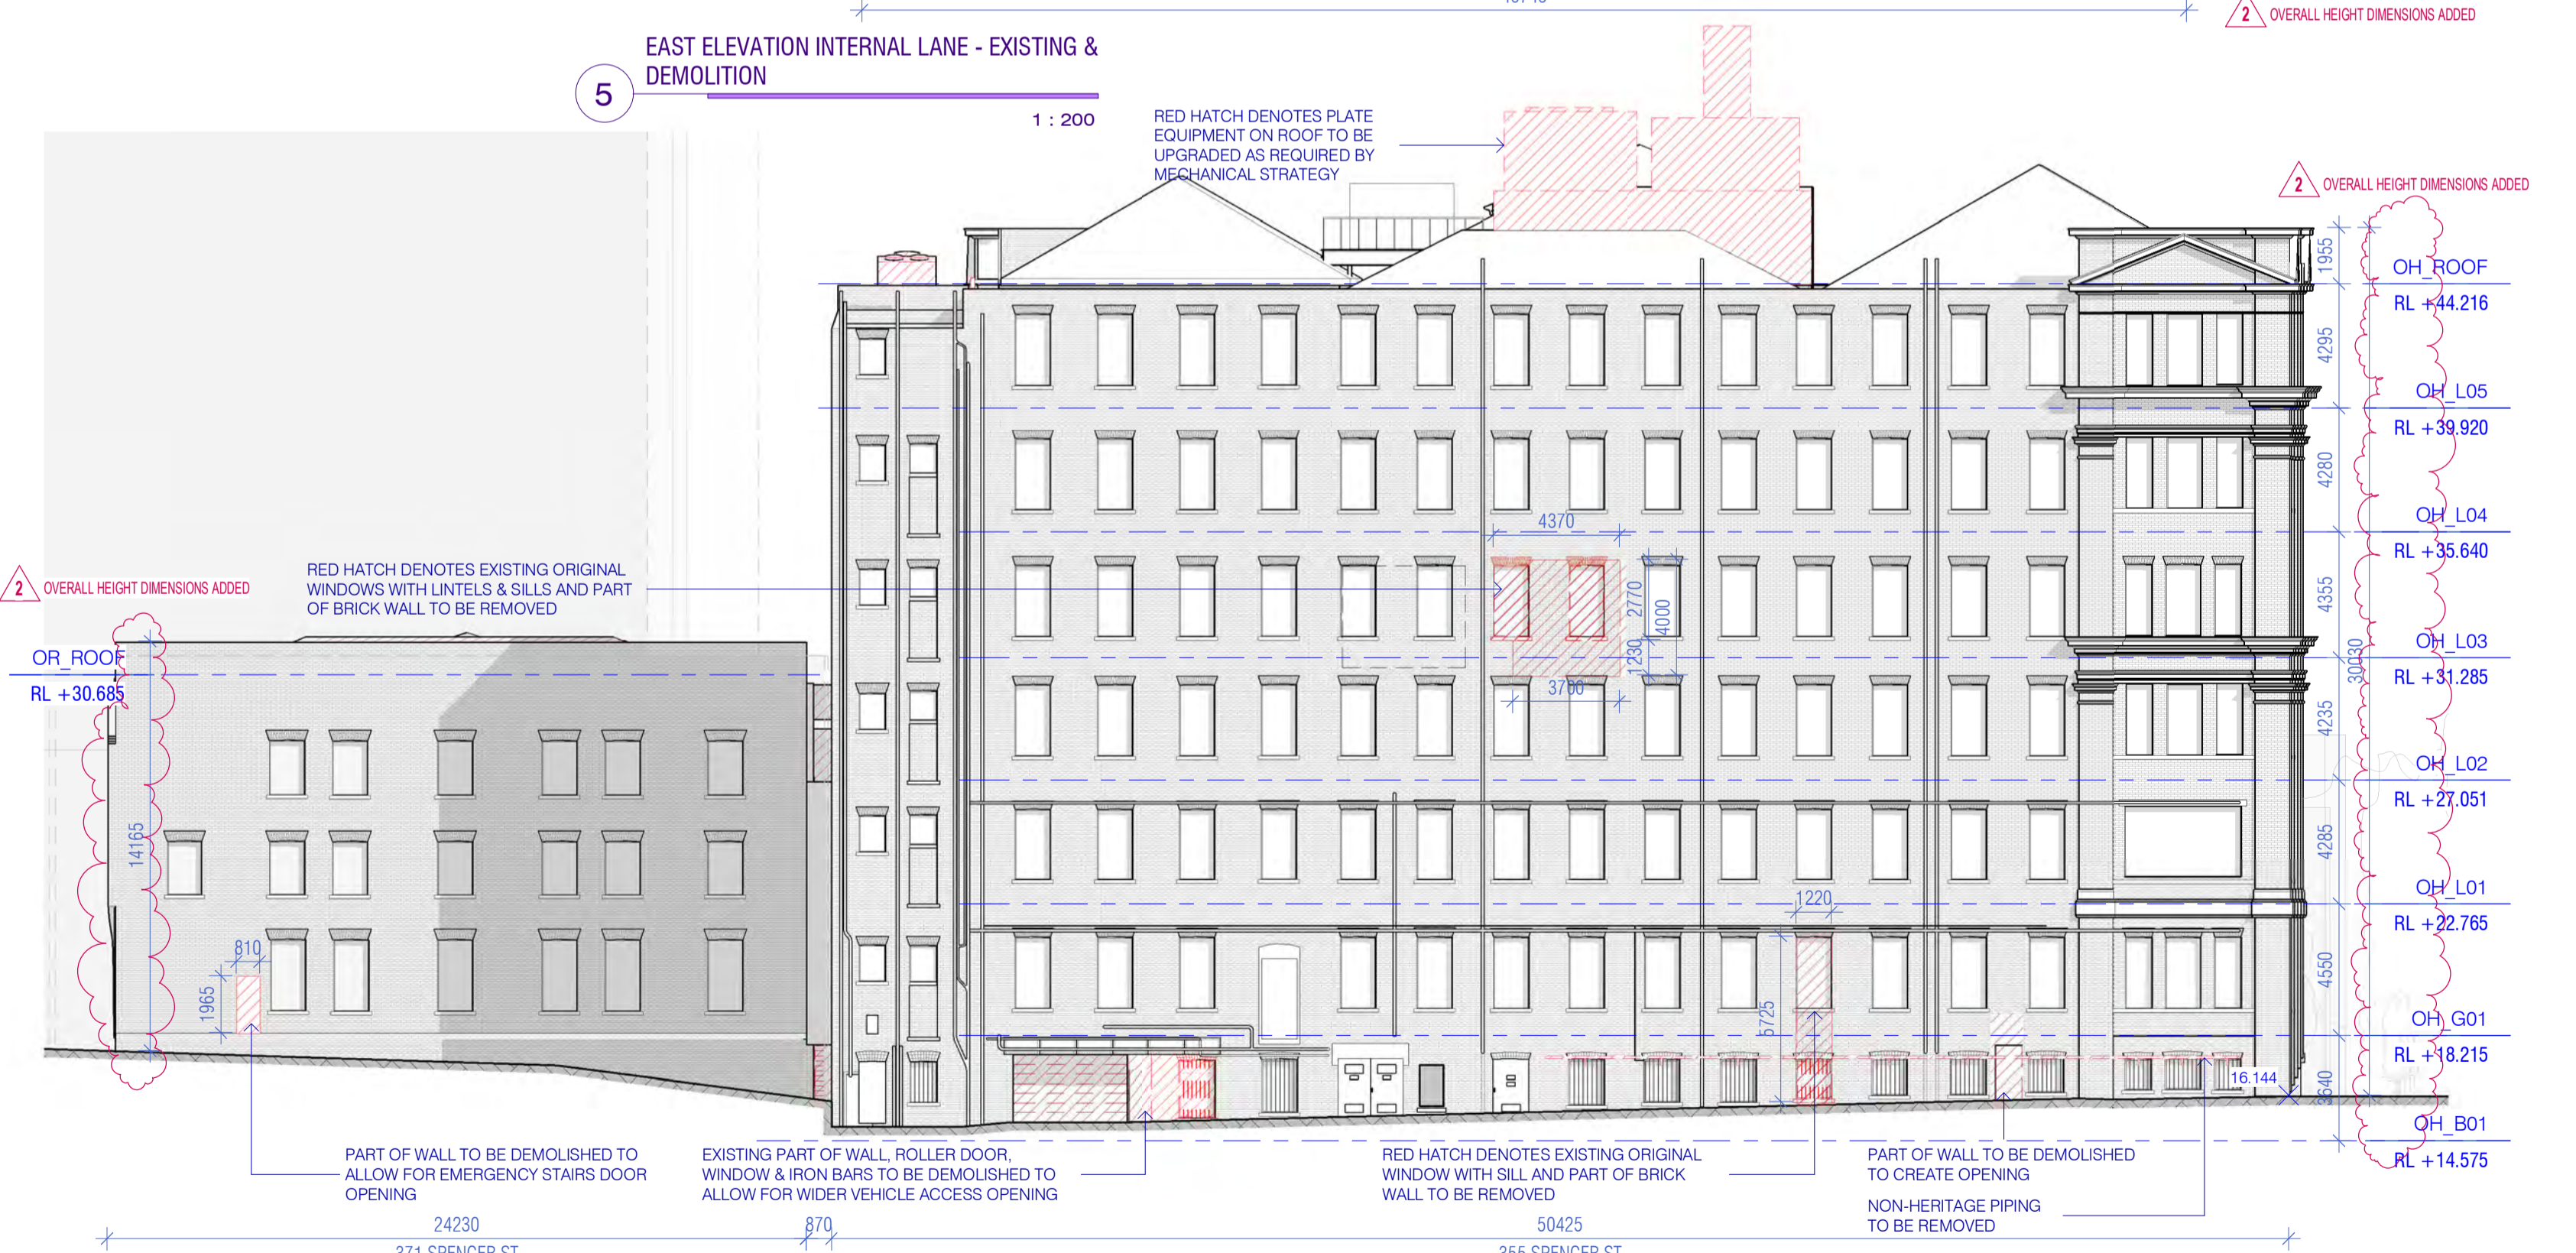 2 OVERALL HEIGHT DIMENSIONS ADDED
5
EAST ELEVATION INTERNAL LANE - EXISTING &
DEMOLITION
1 : 200
RED HATCH DENOTES PLATE
EQUIPMENT ON ROOF TO BE
UPGRADED AS REQUIRED BY
MECHANICAL STRATEGY
2 OVERALL HEIGHT DIMENSIONS ADDED
1955
OH_ROOF
RL +44.216
4295
OH_L05
RL +39.920
4280
OH_L04
RL +35.640
4370
2770
4000
1230
3700
4355
2 OVERALL HEIGHT DIMENSIONS ADDED
RED HATCH DENOTES EXISTING ORIGINAL
WINDOWS WITH LINTELS & SILLS AND PART
OF BRICK WALL TO BE REMOVED
OR_ROOF
RL +30.685
OH_L03
RL +31.285
30030
4235
OH_L02
RL +27.051
14165
4285
OH_L01
RL +22.765
1220
810
1965
5725
4550
OH_G01
RL +18.215
16.144
3640
OH_B01
RL +14.575
PART OF WALL TO BE DEMOLISHED TO
ALLOW FOR EMERGENCY STAIRS DOOR
OPENING
EXISTING PART OF WALL, ROLLER DOOR,
WINDOW & IRON BARS TO BE DEMOLISHED TO
ALLOW FOR WIDER VEHICLE ACCESS OPENING
RED HATCH DENOTES EXISTING ORIGINAL
WINDOW WITH SILL AND PART OF BRICK
WALL TO BE REMOVED
PART OF WALL TO BE DEMOLISHED
TO CREATE OPENING
NON-HERITAGE PIPING
TO BE REMOVED
24230
870
50425
371 SPENCER ST
355 SPENCER ST